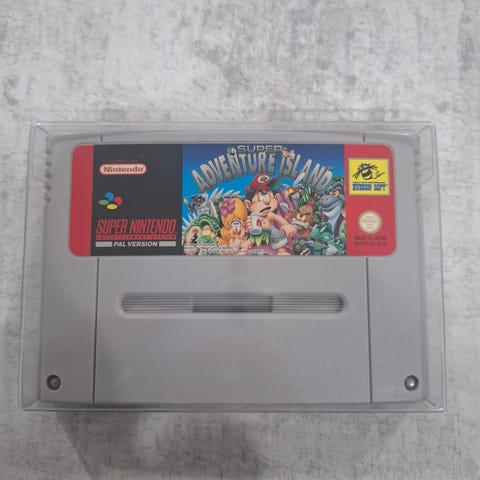 Nintendo
SUPER NINTENDO
ENTERTAINMENT SYSTEM
PAL VERSION
SUPER
ADVENTURE ISLAND
HUDSON SOFT
MADE IN JAPAN